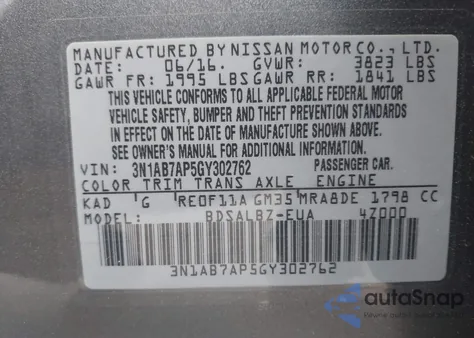 MANUFACTURED BY NISSAN MOTOR CO., LTD.
DATE: 06/16. GVWR: 3823 LBS
GAWR FR: 1995 LBS GAWR RR: 1841 LBS
THIS VEHICLE CONFORMS TO ALL APPLICABLE FEDERAL MOTOR
VEHICLE SAFETY, BUMPER AND THEFT PREVENTION STANDARDS
IN EFFECT ON THE DATE OF MANUFACTURE SHOWN ABOVE.
SEE OWNER'S MANUAL FOR ADDITIONAL INFORMATION.
VIN: 3N1AB7AP5GY302762 PASSENGER CAR.
COLOR TRIM TRANS AXLE ENGINE
KAD G RE0F11A GM35 MRA8DE 1798 CC
BDSALBZ-EUA 4Z000
3N1AB7AP5GY302762
autoSnap